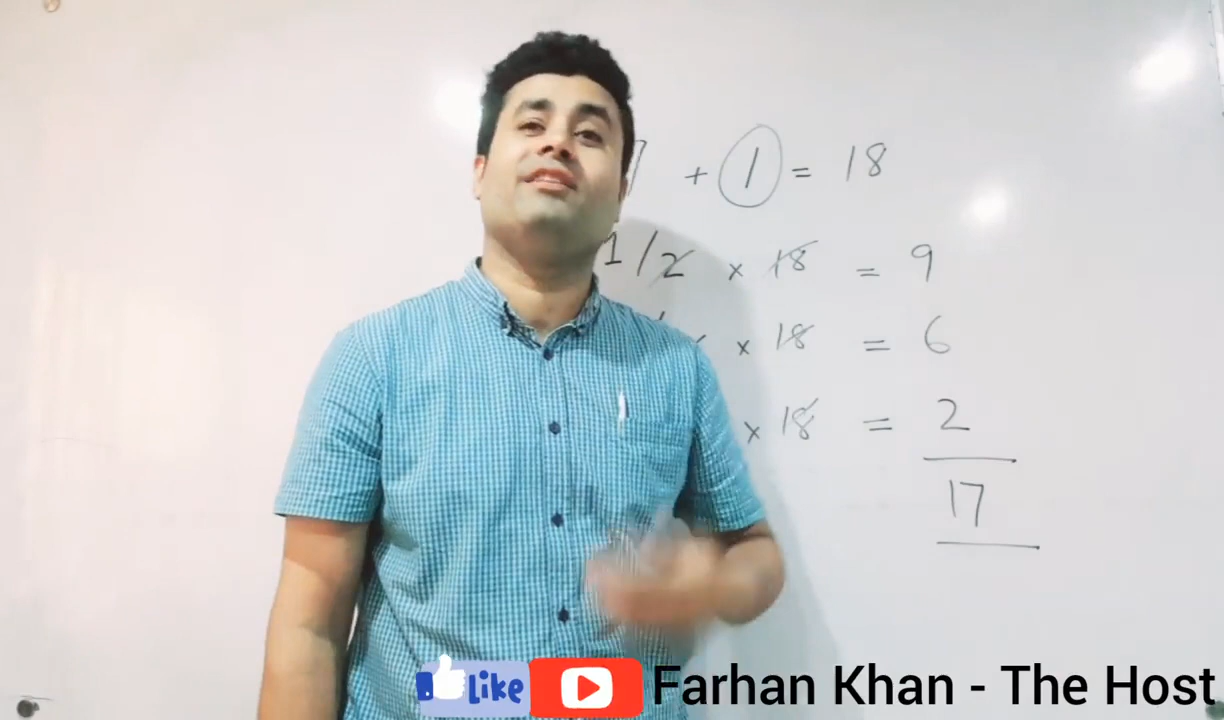 + 1 = 18
1/2 × 18 = 9
× 18 = 6
× 18 = 2
17
Like
Farhan Khan - The Host